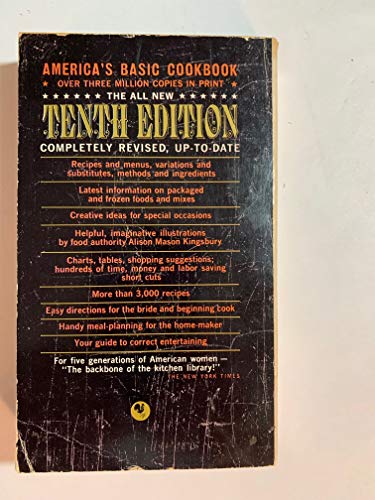 AMERICA'S BASIC COOKBOOK
★ OVER THREE MILLION COPIES IN PRINT ★
★★★★★★ THE ALL NEW ★★★★★★
TENTH EDITION
COMPLETELY REVISED, UP-TO-DATE
Recipes and menus, variations and
substitutes, methods and ingredients
Latest information on packaged
and frozen foods and mixes
Creative ideas for special occasions
Helpful, imaginative illustrations
by food authority Alison Mason Kingsbury
Charts, tables, shopping suggestions;
hundreds of time, money and labor saving
short cuts
More than 3,000 recipes
Easy directions for the bride and beginning cook
Handy meal-planning for the home-maker
Your guide to correct entertaining
For five generations of American women —
"The backbone of the kitchen library!"
THE NEW YORK TIMES